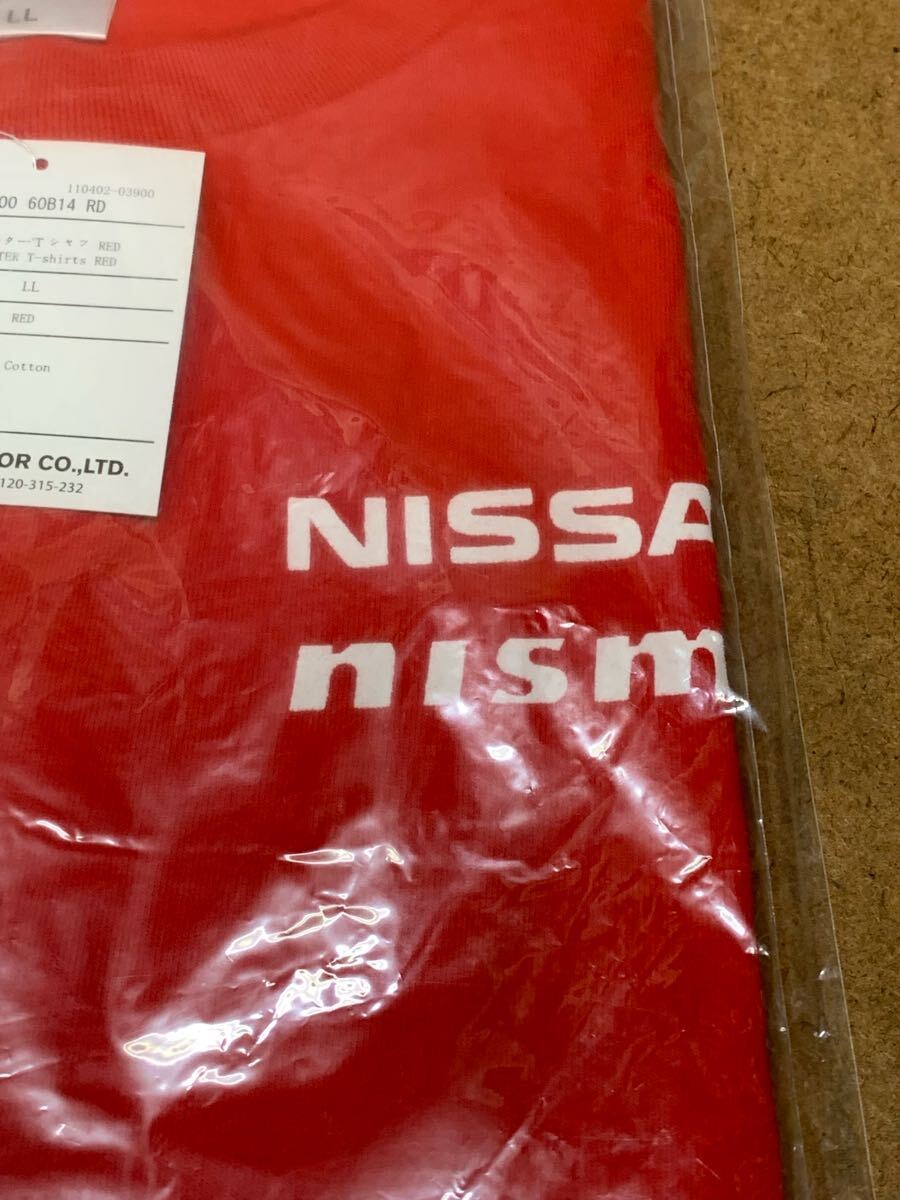 LL
110402-03900
00 60B14 RD
ター Tシャツ RED
TER T-shirts RED
LL
RED
Cotton
OR CO.,LTD.
120-315-232
NISSA
nism